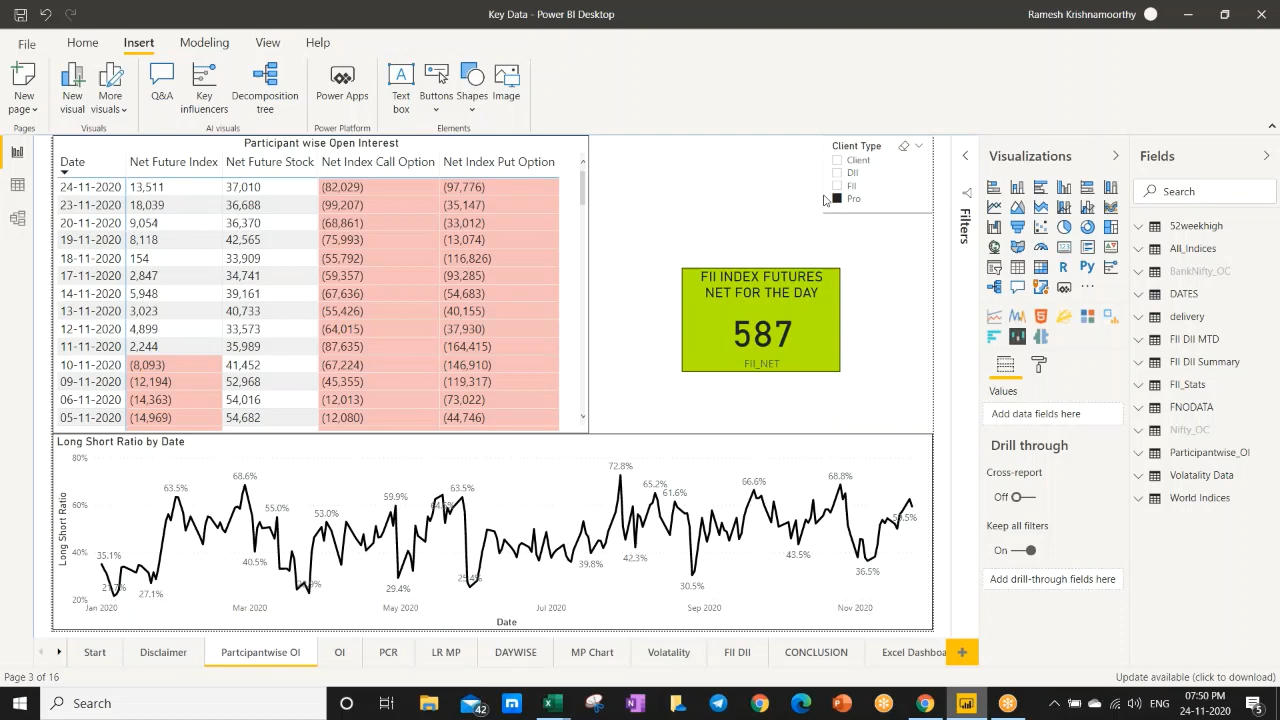 Key Data - Power BI Desktop
Ramesh Krishnamoorthy
File Home Insert Modeling View Help
New page
New visual
More visuals
Q&A
Key influencers
Decomposition tree
Power Apps
Text box
Buttons
Shapes
Image
Pages
Visuals
AI visuals
Power Platform
Elements
Participant wise Open Interest
Date Net Future Index Net Future Stock Net Index Call Option Net Index Put Option
24-11-2020 13,511 37,010 (82,029) (97,776)
23-11-2020 18,039 36,688 (99,207) (35,147)
20-11-2020 9,054 36,370 (68,861) (33,012)
19-11-2020 8,118 42,565 (75,993) (13,074)
18-11-2020 154 33,909 (55,792) (116,826)
17-11-2020 2,847 34,741 (59,357) (93,285)
14-11-2020 5,948 39,161 (67,636) (54,683)
13-11-2020 3,023 40,733 (55,426) (40,155)
12-11-2020 4,899 33,573 (64,015) (37,930)
11-11-2020 2,244 35,989 (87,635) (164,415)
10-11-2020 (8,093) 41,452 (67,224) (146,910)
09-11-2020 (12,194) 52,968 (45,355) (119,317)
06-11-2020 (14,363) 54,016 (12,013) (73,022)
05-11-2020 (14,969) 54,682 (12,080) (44,746)
Client Type
Client
DII
FII
Pro
FII INDEX FUTURES
NET FOR THE DAY
587
FII_NET
Long Short Ratio by Date
Long Short Ratio
80%
60%
40%
20%
35.1%
27.1%
63.5%
68.6%
40.5%
55.0%
53.0%
59.9%
29.4%
63.5%
39.8%
72.8%
42.3%
65.2%
61.6%
30.5%
66.6%
43.5%
68.8%
36.5%
Jan 2020 Mar 2020 May 2020 Jul 2020 Sep 2020 Nov 2020
Date
Filters
Visualizations
R Py
Values
Add data fields here
Drill through
Cross-report
Off
Keep all filters
On
Add drill-through fields here
Fields
Search
52weekhigh
All_Indices
BankNifty_OC
DATES
delivery
FII DII MTD
FII DII Summary
FII_Stats
FNODATA
Nifty_OC
Participantwise_OI
Volatality Data
World Indices
Start Disclaimer Partcipantwise OI OI PCR LR MP DAYWISE MP Chart Volatality FII DII CONCLUSION Excel Dashboa
Page 3 of 16
Update available (click to download)
Search
42
ENG
07:50 PM
24-11-2020
5